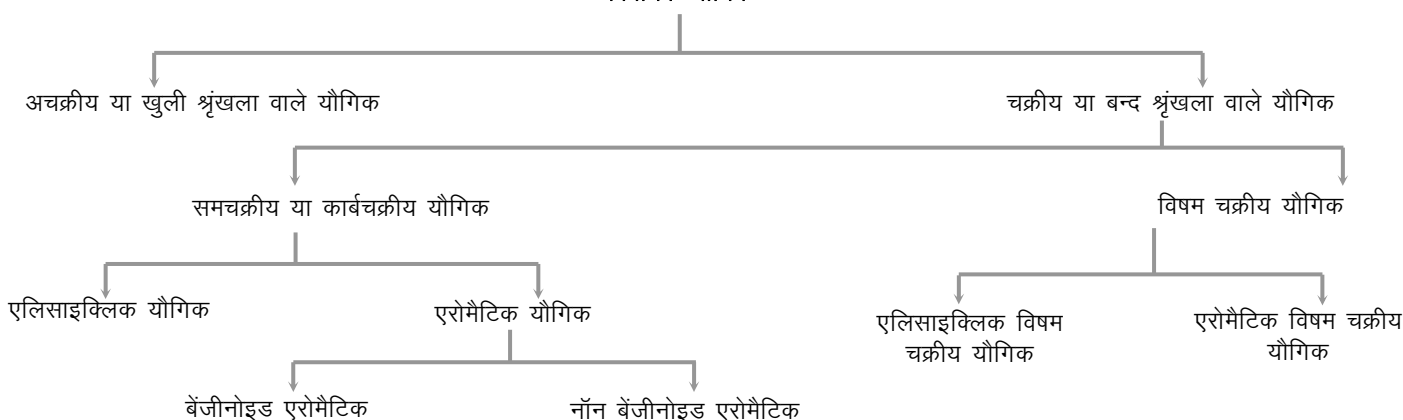 अचक्रीय या खुली श्रृंखला वाले यौगिक
चक्रीय या बन्द श्रृंखला वाले यौगिक
समचक्रीय या कार्बचक्रीय यौगिक
विषम चक्रीय यौगिक
एलिसाइक्लिक यौगिक
एरोमैटिक यौगिक
एलिसाइक्लिक विषम
चक्रीय यौगिक
एरोमैटिक विषम चक्रीय
यौगिक
बेंजीनोइड एरोमैटिक
नॉन बेंजीनोइड एरोमैटिक